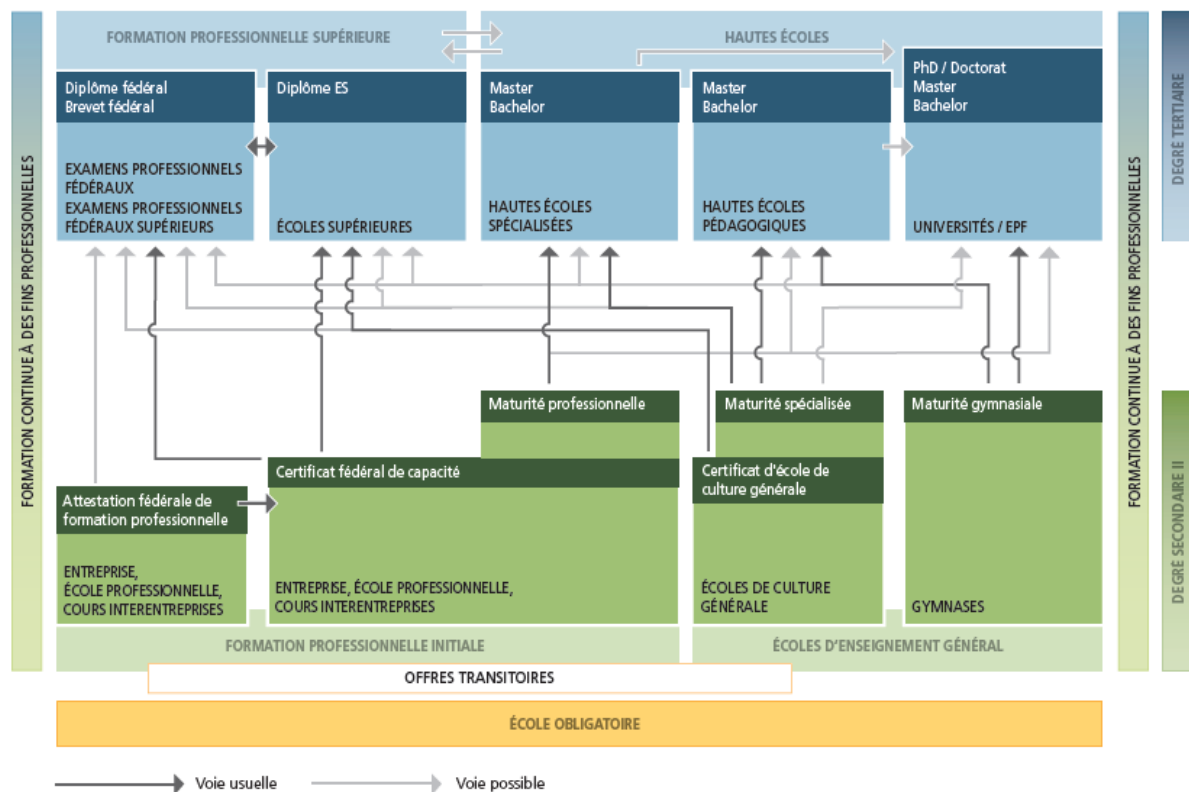 FORMATION PROFESSIONNELLE SUPÉRIEURE
HAUTES ÉCOLES
Diplôme fédéral
Brevet fédéral
Diplôme ES
Master
Bachelor
Master
Bachelor
PhD / Doctorat
Master
Bachelor
EXAMENS PROFESSIONNELS
FÉDÉRAUX
EXAMENS PROFESSIONNELS
FÉDÉRAUX SUPÉRIEURS
ÉCOLES SUPÉRIEURES
HAUTES ÉCOLES
SPÉCIALISÉES
HAUTES ÉCOLES
PÉDAGOGIQUES
UNIVERSITÉS / EPF
FORMATION CONTINUE À DES FINS PROFESSIONNELLES
FORMATION CONTINUE À DES FINS PROFESSIONNELLES
DEGRÉ TERTIAIRE
DEGRÉ SECONDAIRE II
Maturité professionnelle
Maturité spécialisée
Maturité gymnasiale
Certificat fédéral de capacité
Certificat d'école de
culture générale
Attestation fédérale de
formation professionnelle
ENTREPRISE,
ÉCOLE PROFESSIONNELLE,
COURS INTERENTREPRISES
ENTREPRISE, ÉCOLE PROFESSIONNELLE,
COURS INTERENTREPRISES
ÉCOLES DE CULTURE
GÉNÉRALE
GYMNASES
FORMATION PROFESSIONNELLE INITIALE
ÉCOLES D'ENSEIGNEMENT GÉNÉRAL
OFFRES TRANSITOIRES
ÉCOLE OBLIGATOIRE
Voie usuelle
Voie possible